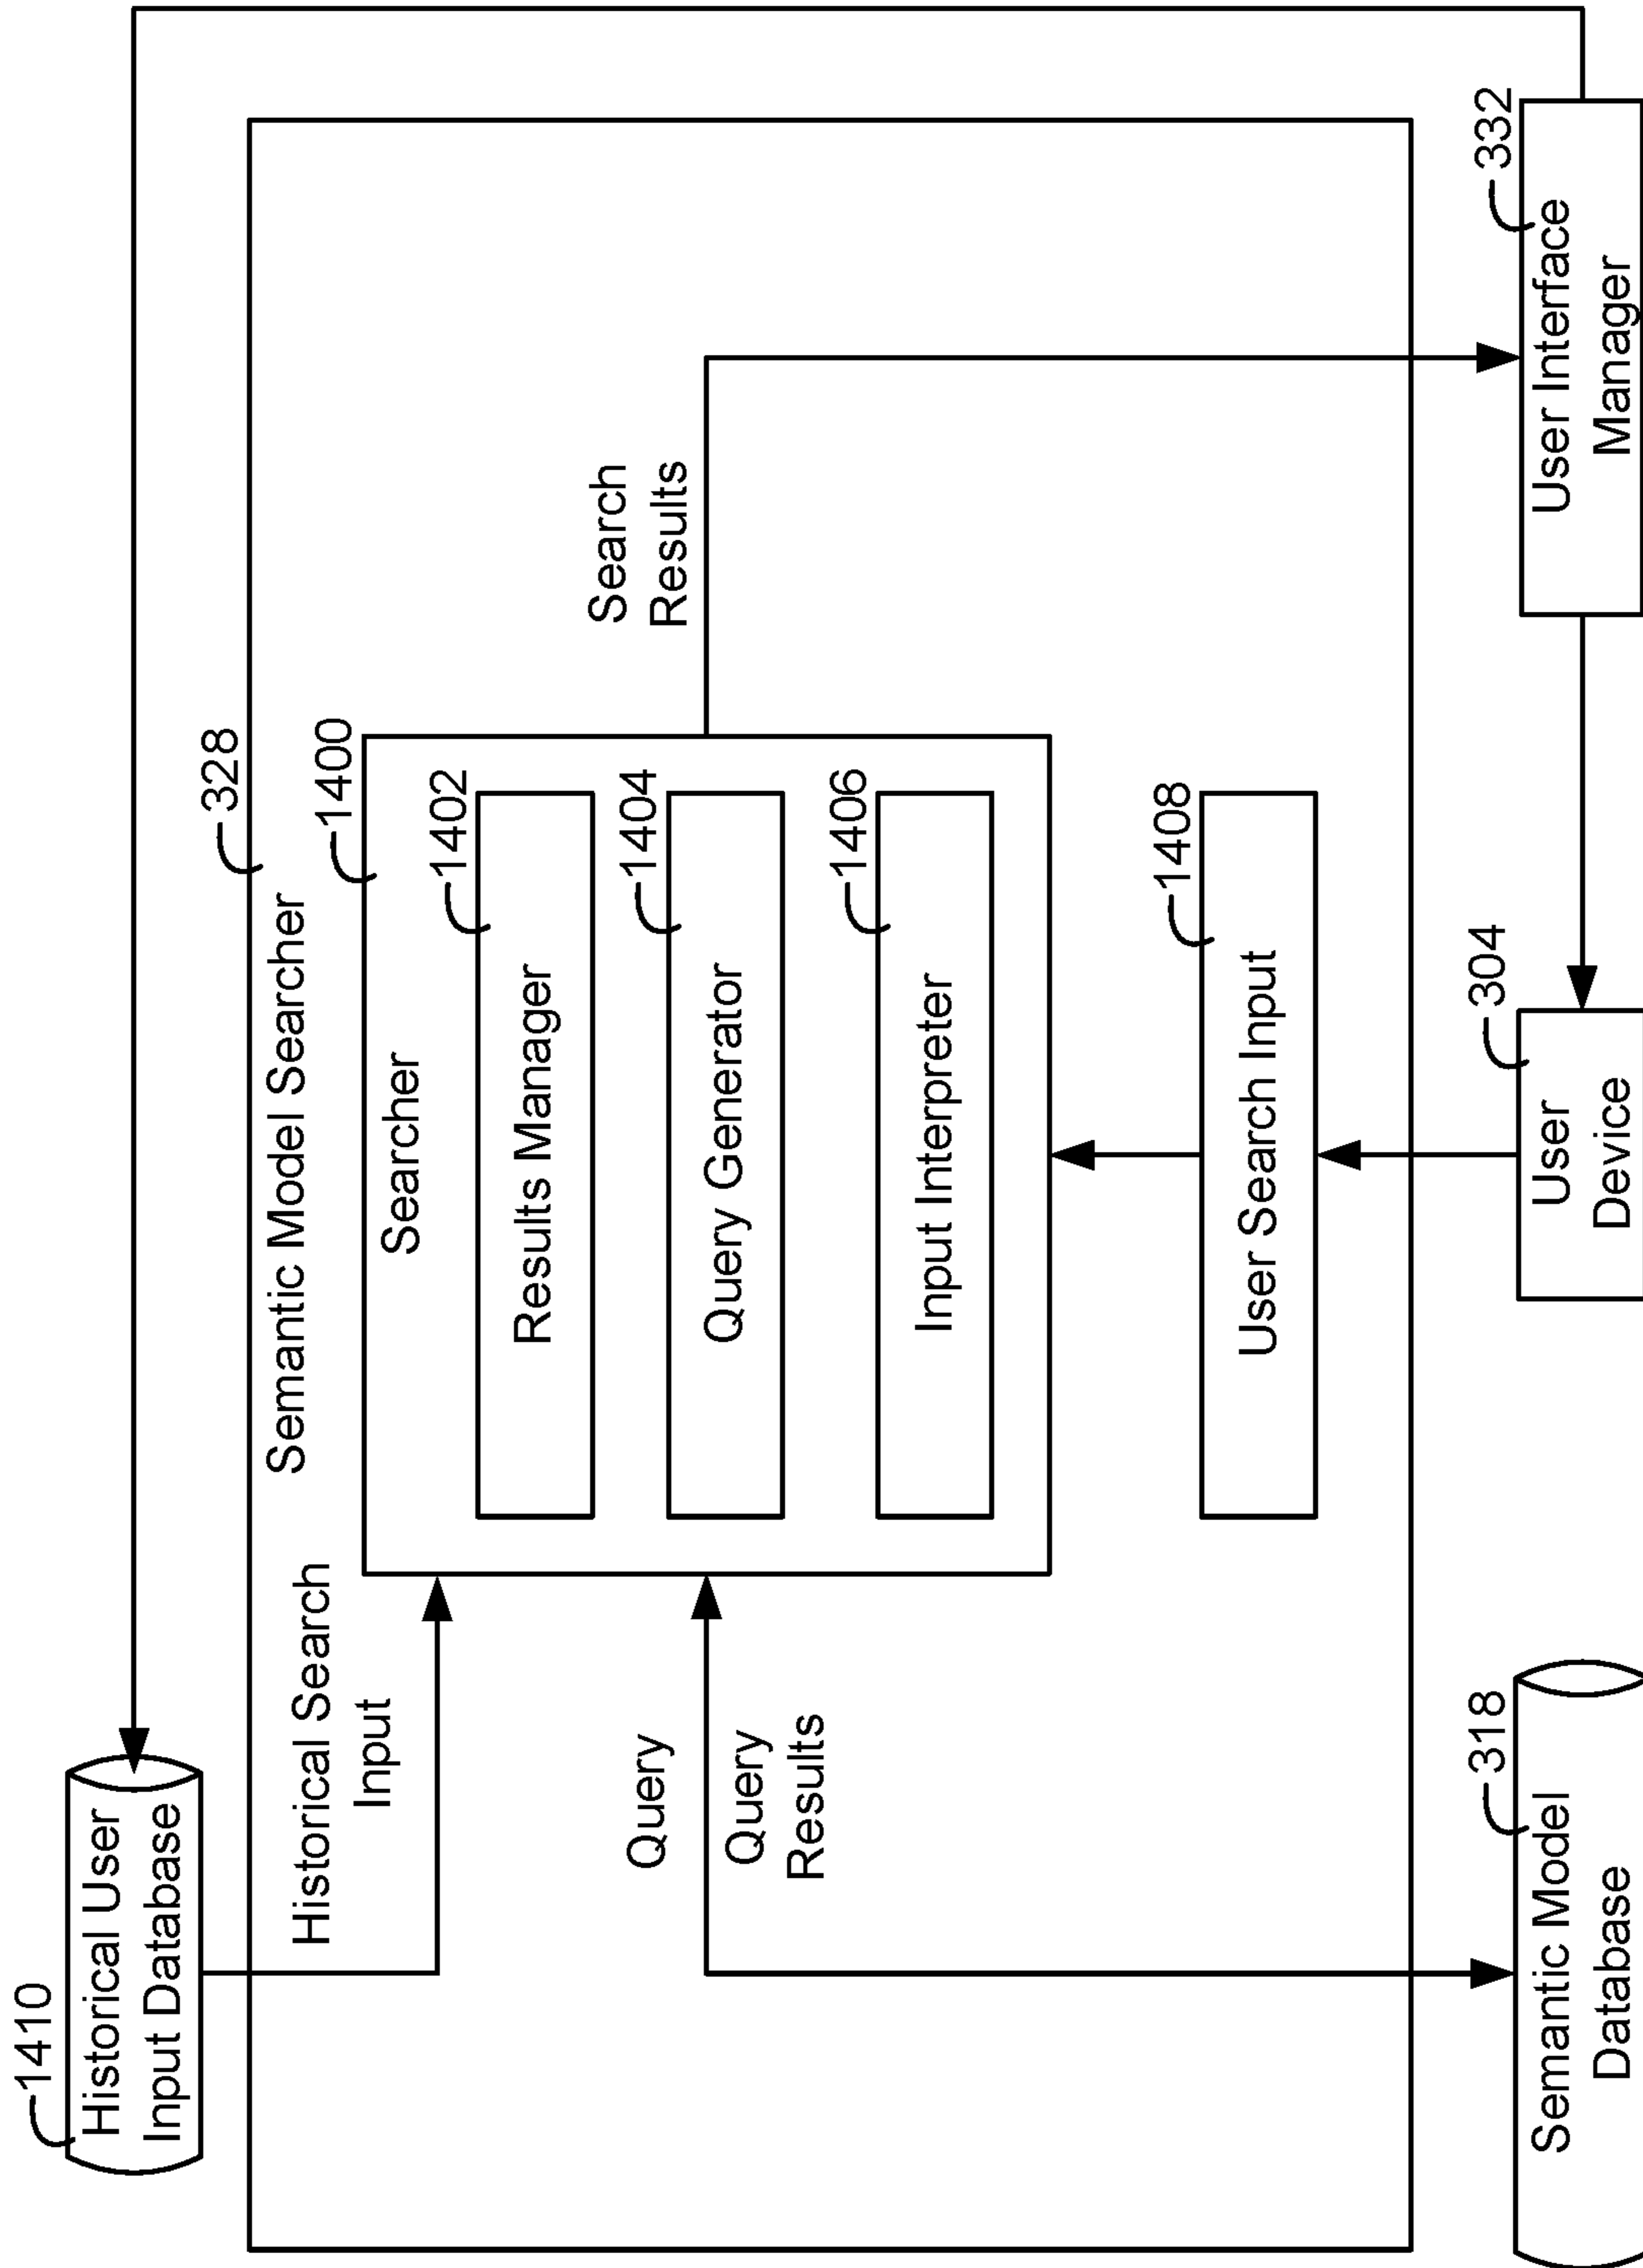 1410
Historical User
Input Database
328
Semantic Model Searcher
Historical Search
Input
1400
Searcher
1402
Results Manager
Search
Results
Query
1404
Query Generator
Query
Results
1406
Input Interpreter
1408
User Search Input
318
Semantic Model
Database
304
User
Device
332
User Interface
Manager